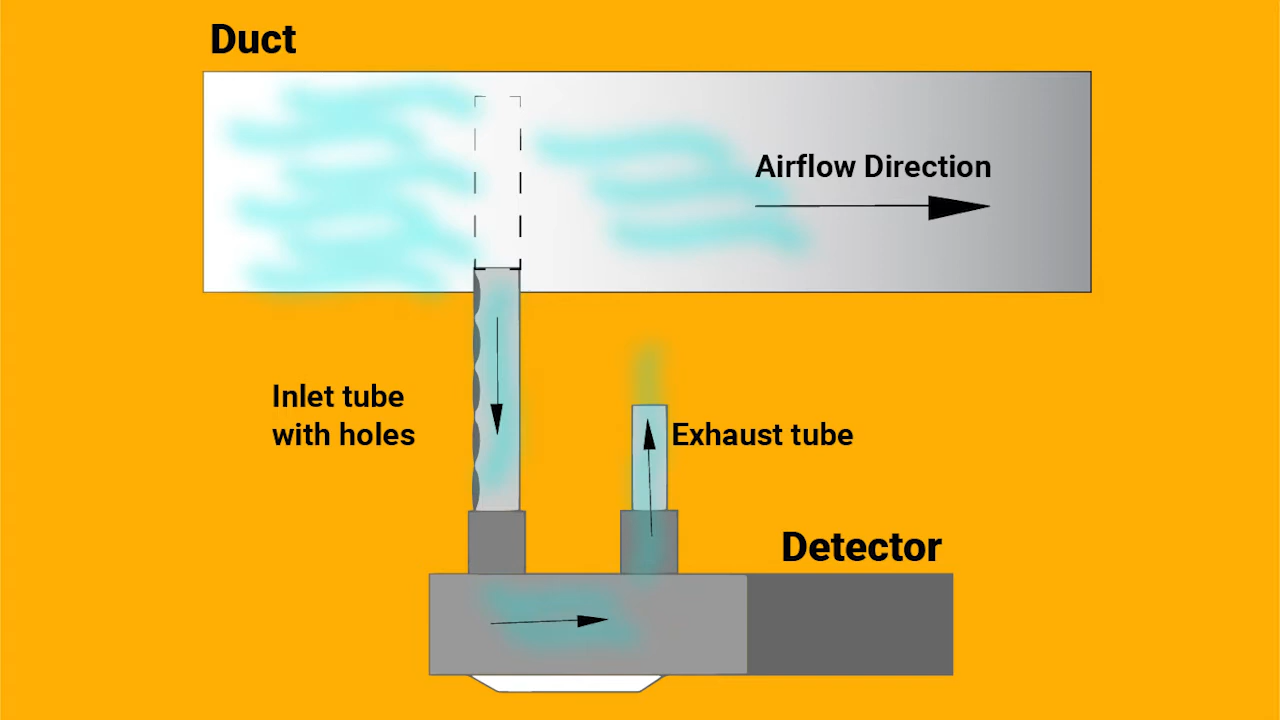 Duct
Airflow Direction
Inlet tube
with holes
Exhaust tube
Detector